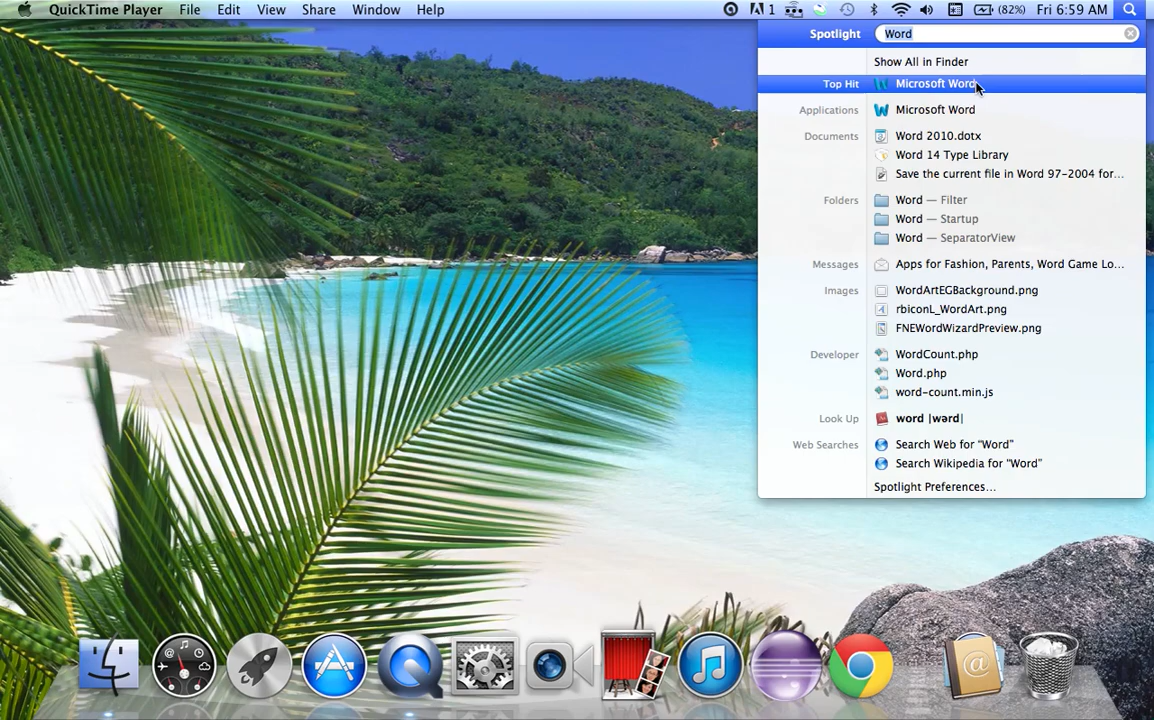 QuickTime Player File Edit View Share Window Help 1 (82%) Fri 6:59 AM
Spotlight Word
Show All in Finder
Top Hit Microsoft Word
Applications Microsoft Word
Documents Word 2010.dotx
Word 14 Type Library
Save the current file in Word 97-2004 for...
Folders Word — Filter
Word — Startup
Word — SeparatorView
Messages Apps for Fashion, Parents, Word Game Lo...
Images WordArtEGBackground.png
rbiconL_WordArt.png
FNEWordWizardPreview.png
Developer WordCount.php
Word.php
word-count.min.js
Look Up word |wərd|
Web Searches Search Web for “Word”
Search Wikipedia for “Word”
Spotlight Preferences...